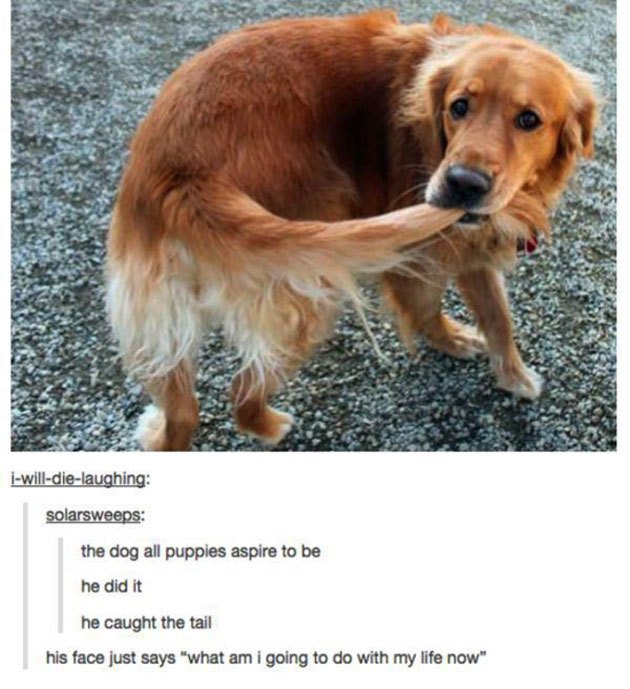 i-will-die-laughing:
solarsweeps:
the dog all puppies aspire to be
he did it
he caught the tail
his face just says "what am i going to do with my life now"